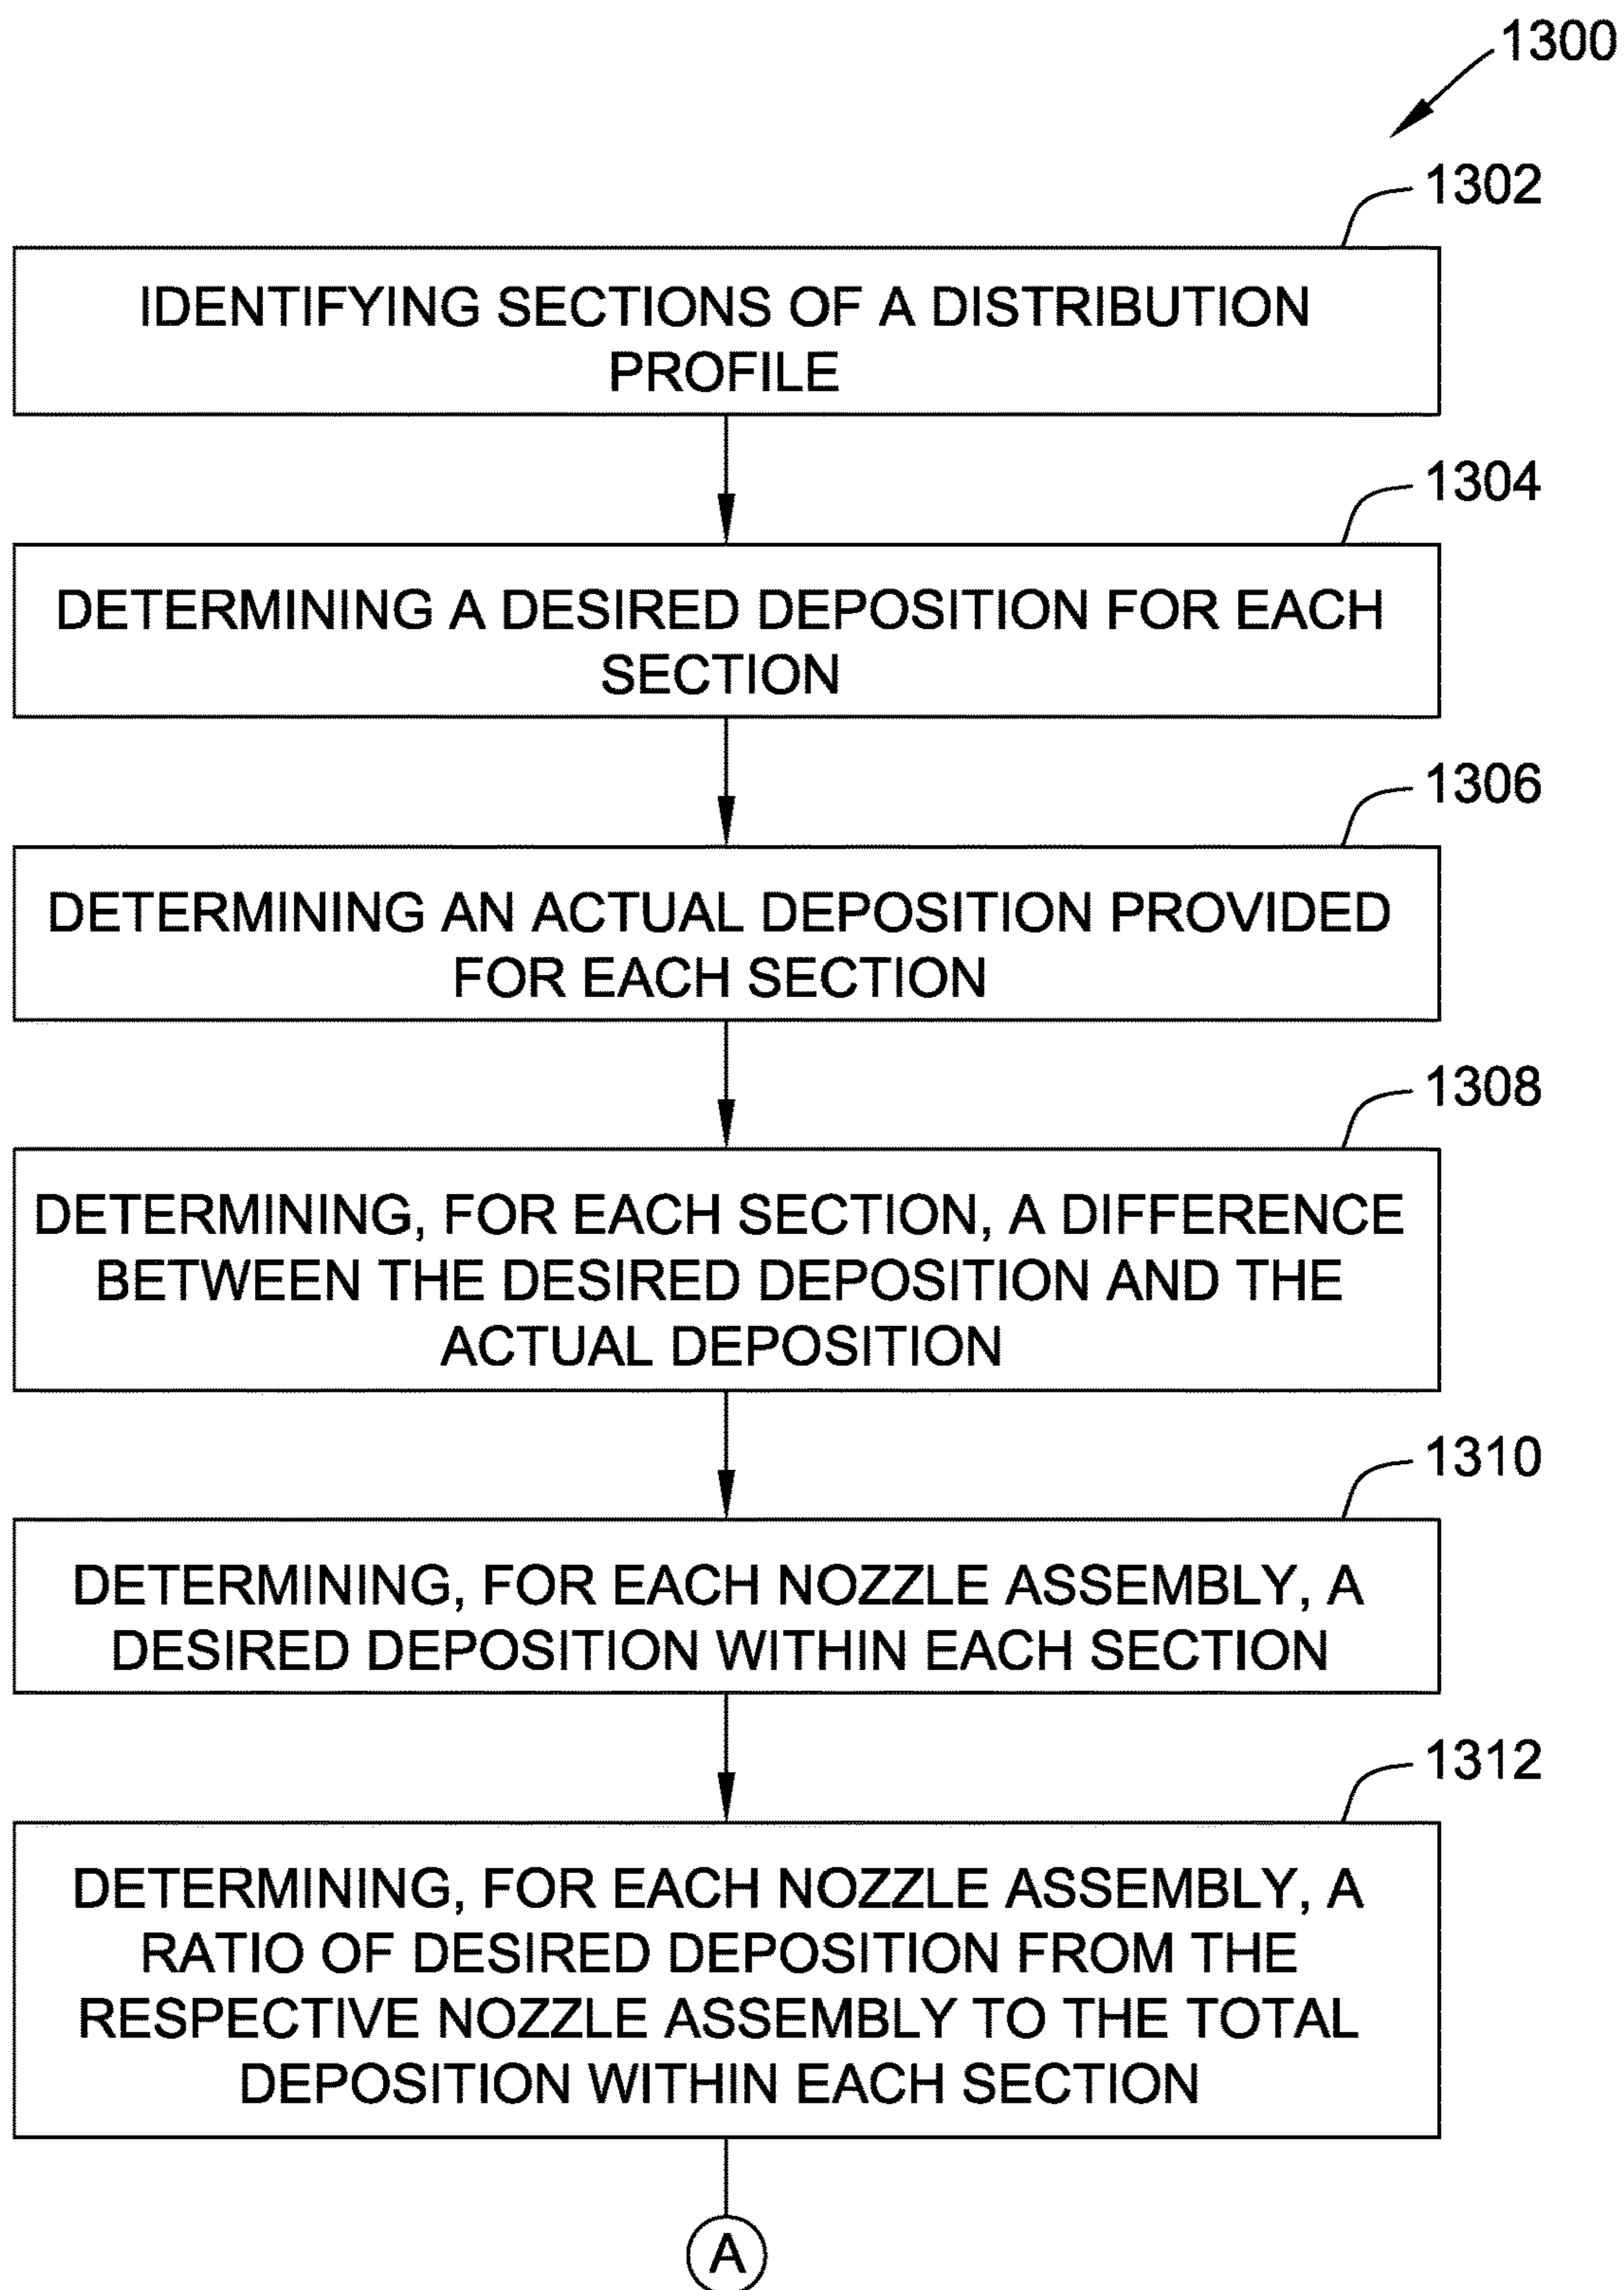 1300
1302
IDENTIFYING SECTIONS OF A DISTRIBUTION
PROFILE
1304
DETERMINING A DESIRED DEPOSITION FOR EACH
SECTION
1306
DETERMINING AN ACTUAL DEPOSITION PROVIDED
FOR EACH SECTION
1308
DETERMINING, FOR EACH SECTION, A DIFFERENCE
BETWEEN THE DESIRED DEPOSITION AND THE
ACTUAL DEPOSITION
1310
DETERMINING, FOR EACH NOZZLE ASSEMBLY, A
DESIRED DEPOSITION WITHIN EACH SECTION
1312
DETERMINING, FOR EACH NOZZLE ASSEMBLY, A
RATIO OF DESIRED DEPOSITION FROM THE
RESPECTIVE NOZZLE ASSEMBLY TO THE TOTAL
DEPOSITION WITHIN EACH SECTION
A